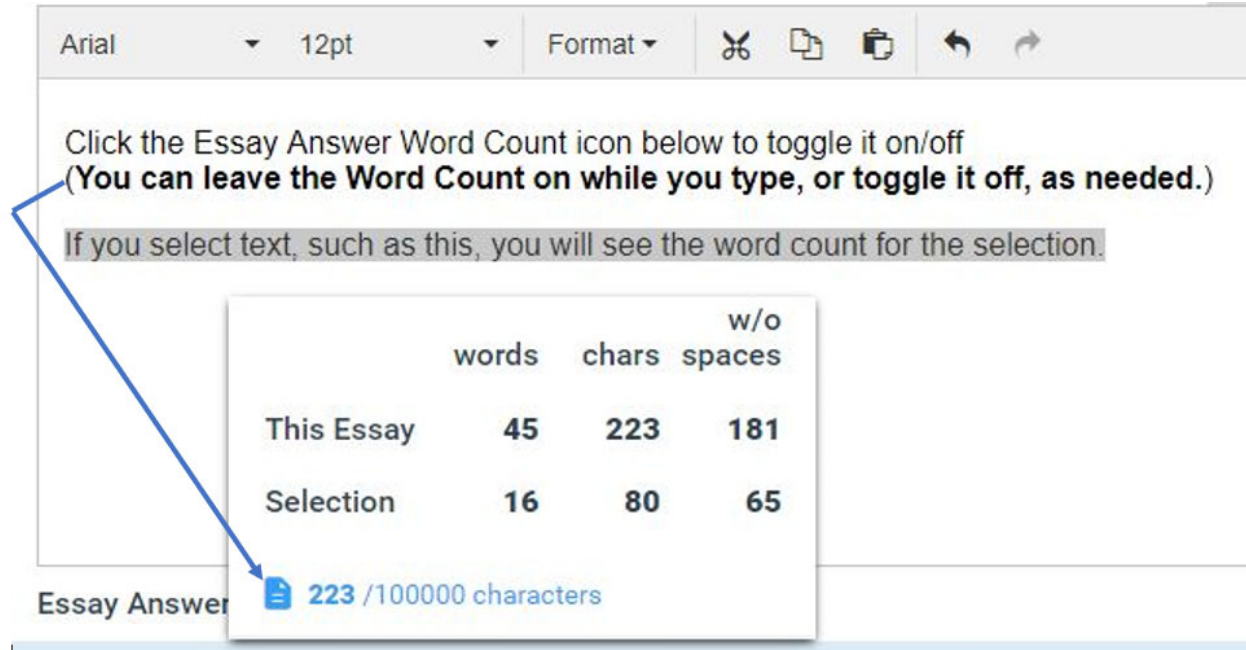 Arial 12pt Format
Click the Essay Answer Word Count icon below to toggle it on/off
(You can leave the Word Count on while you type, or toggle it off, as needed.)
If you select text, such as this, you will see the word count for the selection.
w/o
words chars spaces
This Essay 45 223 181
Selection 16 80 65
223 /100000 characters
Essay Answer